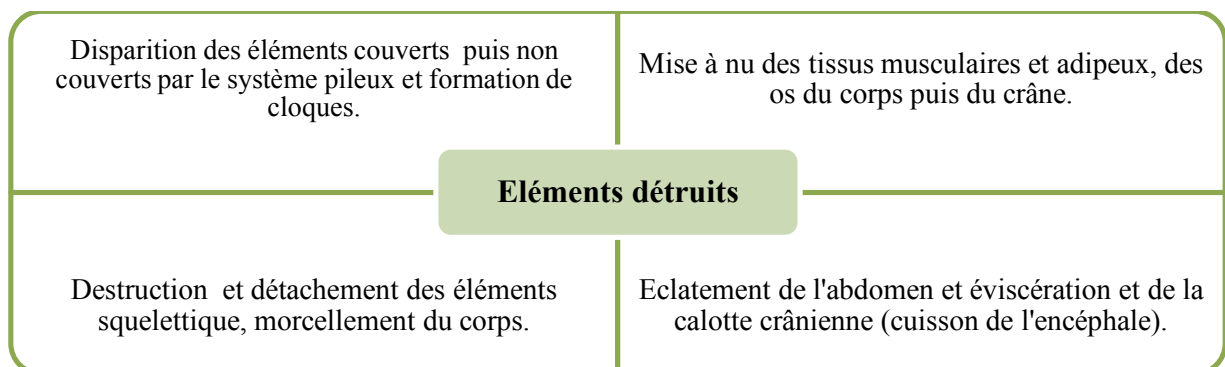 Disparition des éléments couverts puis non
couverts par le système pileux et formation de
cloques.
Mise à nu des tissus musculaires et adipeux, des
os du corps puis du crâne.
Eléments détruits
Destruction et détachement des éléments
squelettique, morcellement du corps.
Eclatement de l'abdomen et éviscération et de la
calotte crânienne (cuisson de l'encéphale).